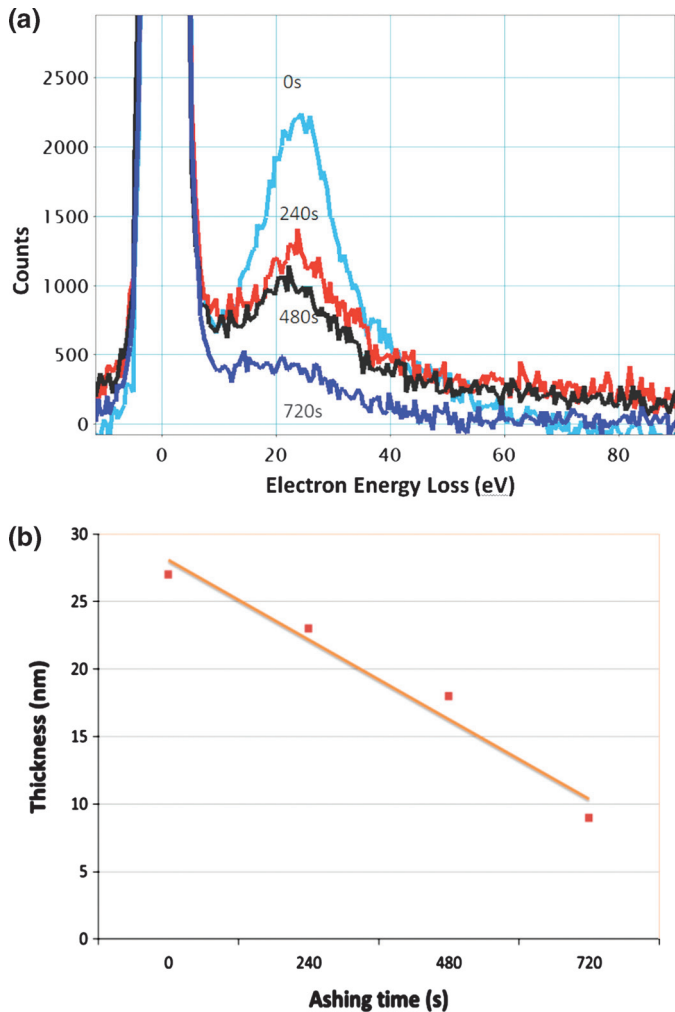 (a)
2500
2000
1500
1000
500
0
Counts
0s
240s
480s
720s
0 20 40 60 80
Electron Energy Loss (eV)
(b)
30
25
20
15
10
5
0
Thickness (nm)
0 240 480 720
Ashing time (s)